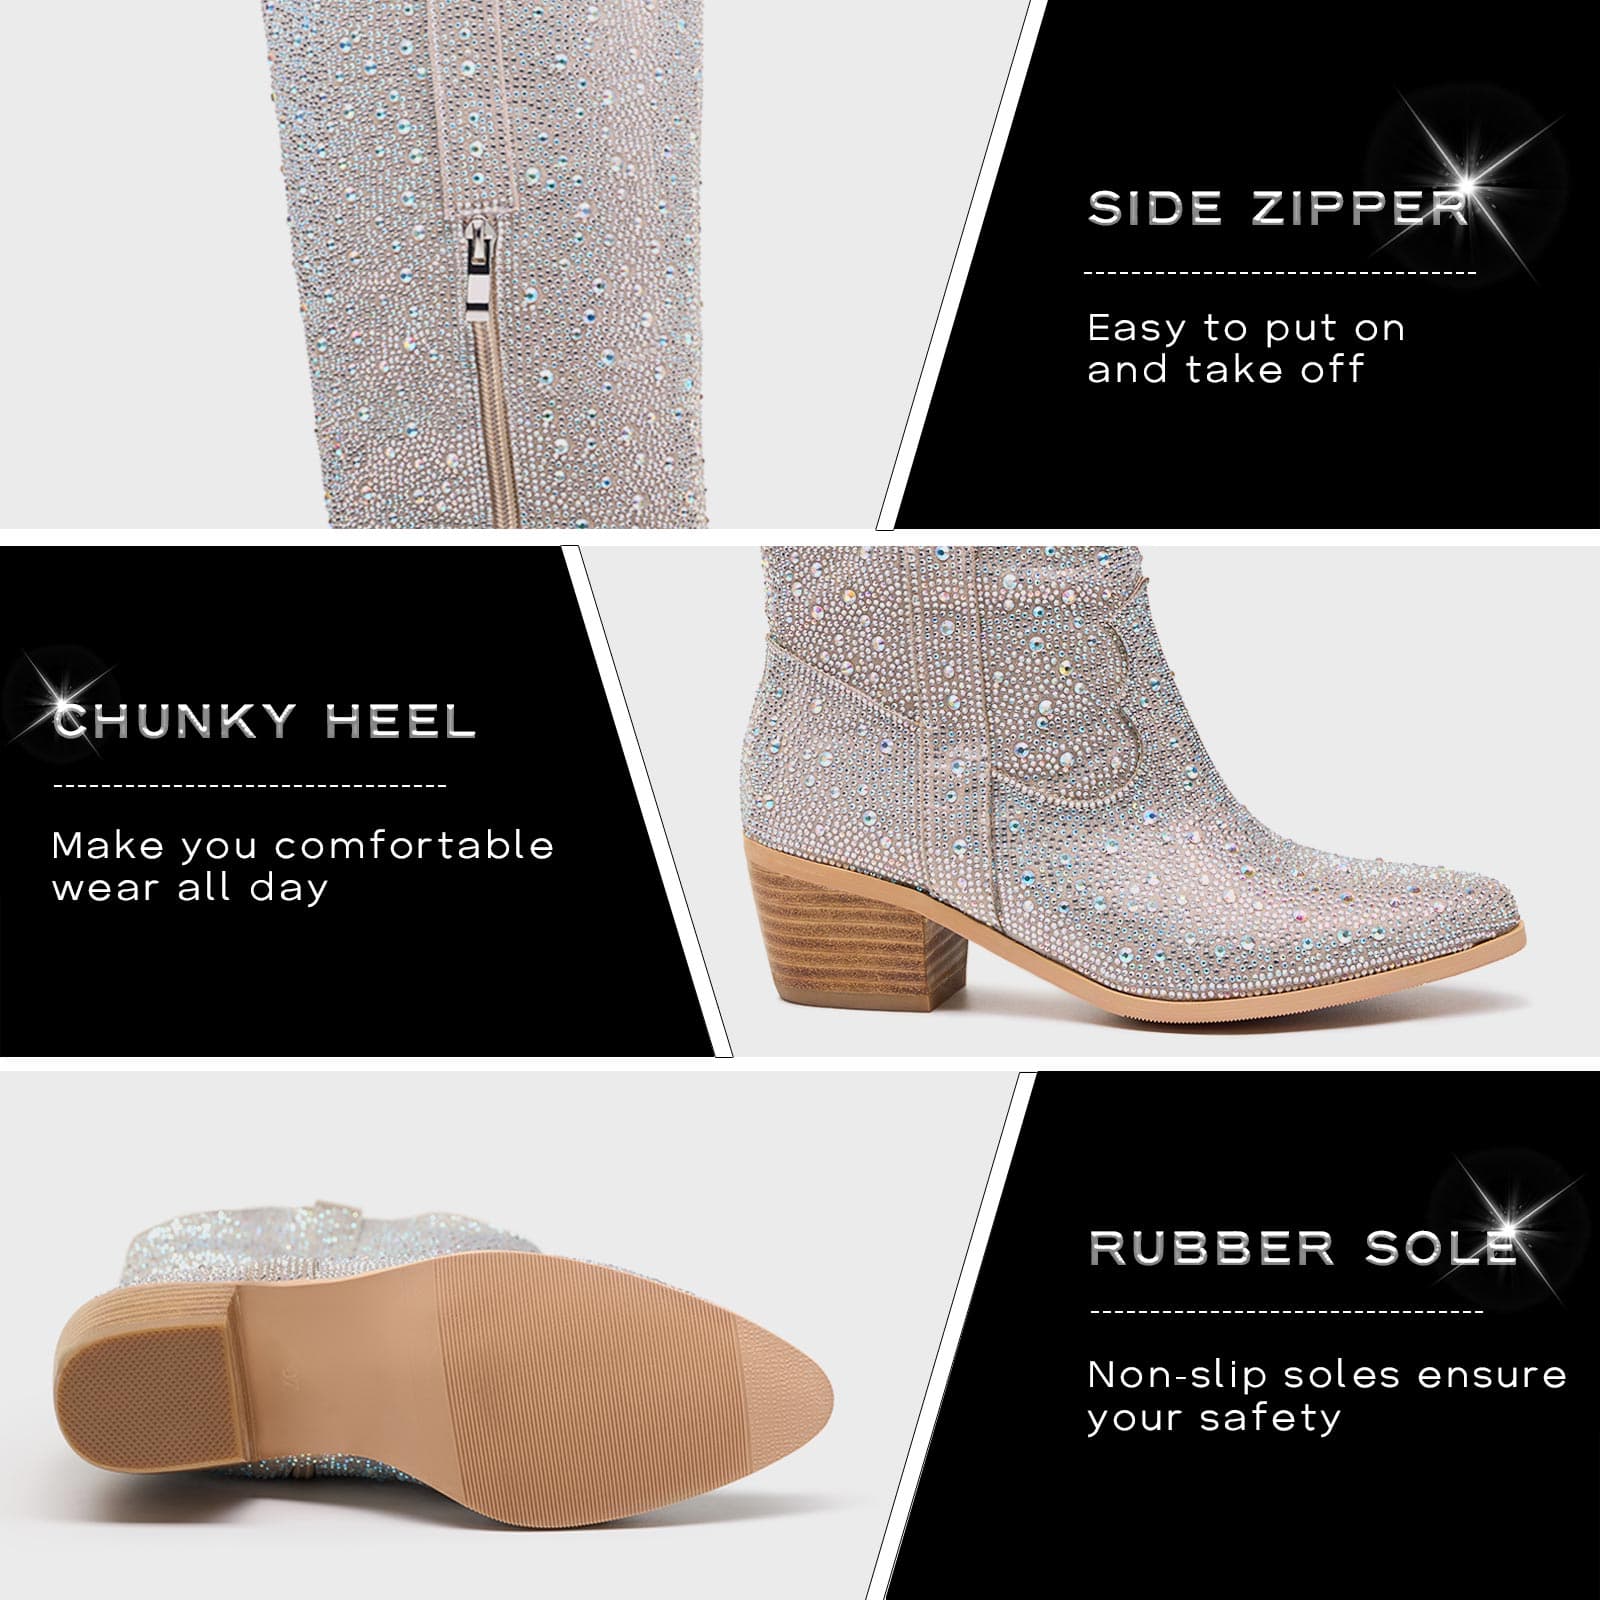 SIDE ZIPPER
Easy to put on
and take off
CHUNKY HEEL
Make you comfortable
wear all day
RUBBER SOLE
Non-slip soles ensure
your safety
37